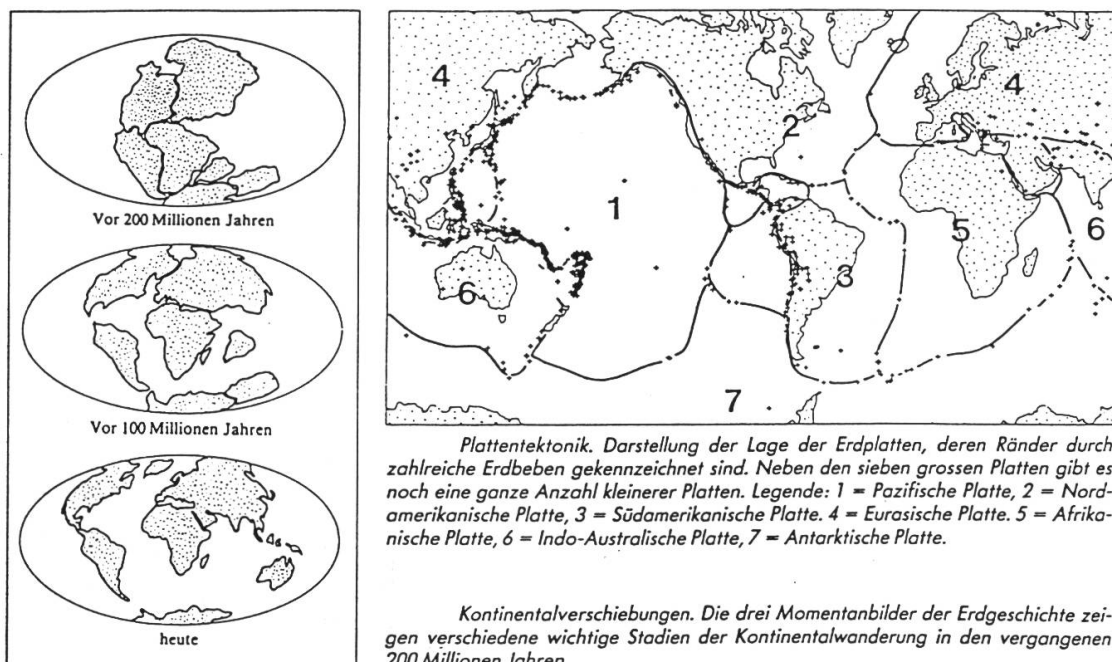 Vor 200 Millionen Jahren
Vor 100 Millionen Jahren
heute
4
4
2
1
5
6
6
3
7
Plattentektonik. Darstellung der Lage der Erdplatten, deren Ränder durch
zahlreiche Erdbeben gekennzeichnet sind. Neben den sieben grossen Platten gibt es
noch eine ganze Anzahl kleinerer Platten. Legende: 1 = Pazifische Platte, 2 = Nord-
amerikanische Platte, 3 = Südamerikanische Platte. 4 = Eurasische Platte. 5 = Afrika-
nische Platte, 6 = Indo-Australische Platte, 7 = Antarktische Platte.
Kontinentalverschiebungen. Die drei Momentanbilder der Erdgeschichte zei-
gen verschiedene wichtige Stadien der Kontinentalwanderung in den vergangenen
200 Millionen Jahren